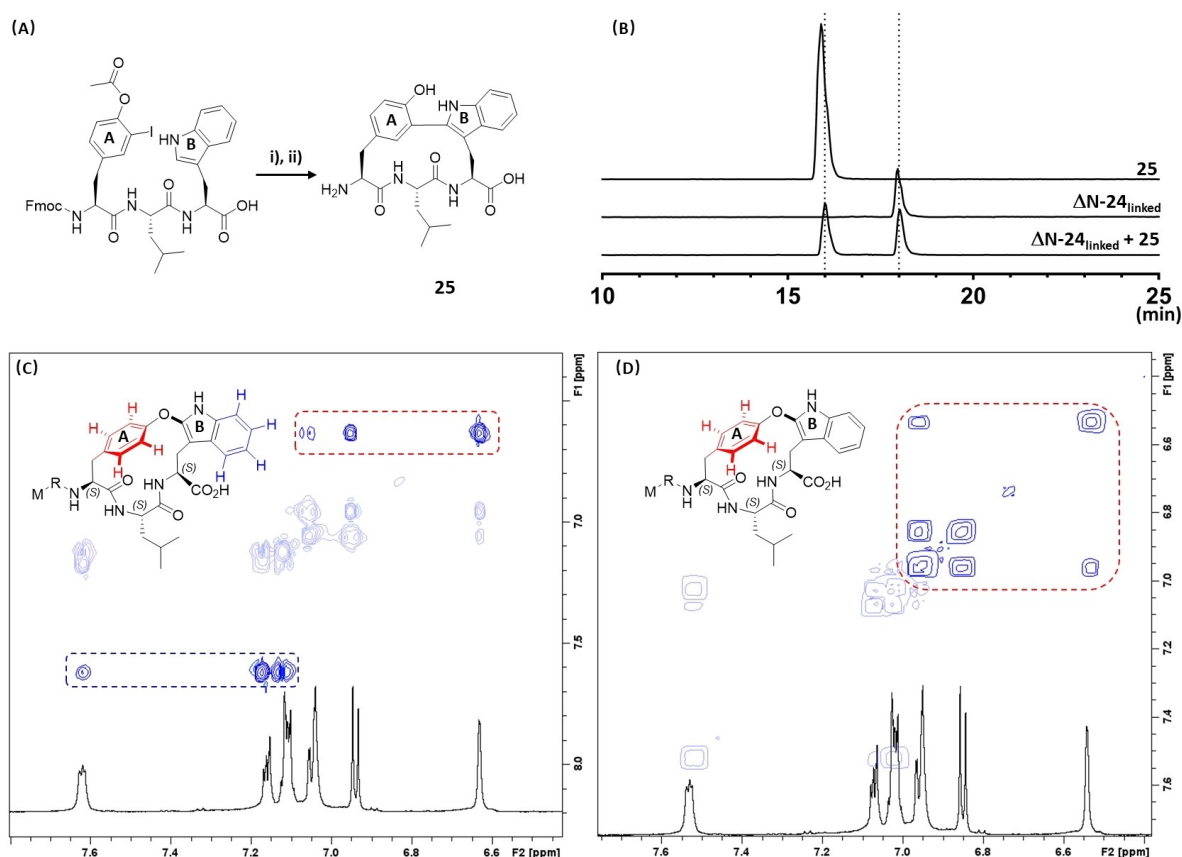 (A)
O
O
A
I
HN
B
Fmoc
N
H
O
H
N
O
N
H
O
OH
i), ii)
OH
A
HN
B
H2N
O
H
N
O
N
H
O
OH
25
(B)
25
ΔN-24linked
ΔN-24linked + 25
10
15
20
25
(min)
(C)
H
H
A
H
H
O
H
N
B
H
H
H
H
M
R
N
H
(S)
O
HN
(S)
CO2H
N
H
(S)
O
F1 [ppm]
7.0
7.5
8.0
7.6
7.4
7.2
7.0
6.8
6.6
F2 [ppm]
(D)
H
H
A
H
H
O
H
N
B
M
R
N
H
(S)
O
HN
(S)
CO2H
N
H
(S)
O
F1 [ppm]
6.6
6.8
7.0
7.2
7.4
7.6
7.6
7.4
7.2
7.0
6.8
6.6
F2 [ppm]